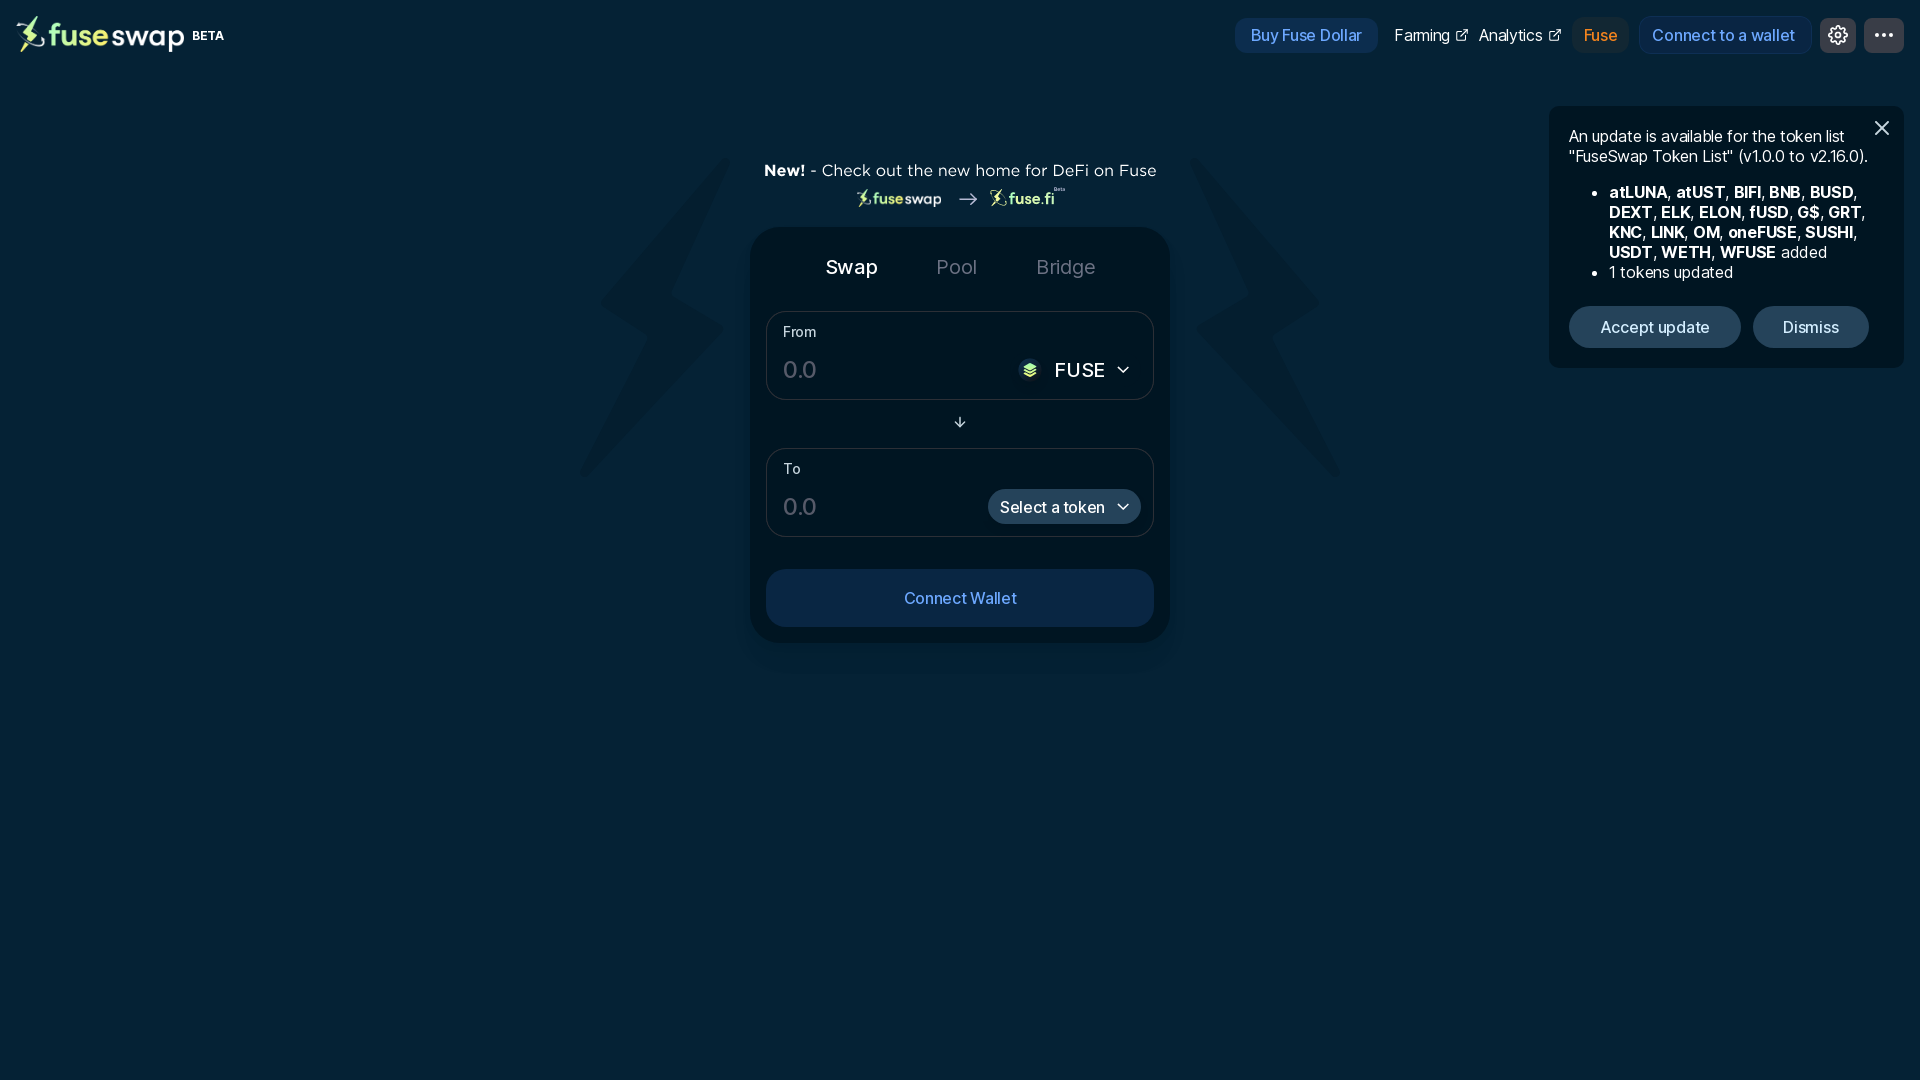 fuseswap BETA
Buy Fuse Dollar
Farming
Analytics
Fuse
Connect to a wallet
An update is available for the token list
"FuseSwap Token List" (v1.0.0 to v2.16.0).
• atLUNA, atUST, BIFI, BNB, BUSD,
DEXT, ELK, ELON, fUSD, G$, GRT,
KNC, LINK, OM, oneFUSE, SUSHI,
USDT, WETH, WFUSE added
• 1 tokens updated
Accept update
Dismiss
New! - Check out the new home for DeFi on Fuse
fuseswap → fuse.fi Beta
Swap
Pool
Bridge
From
0.0
FUSE
To
0.0
Select a token
Connect Wallet